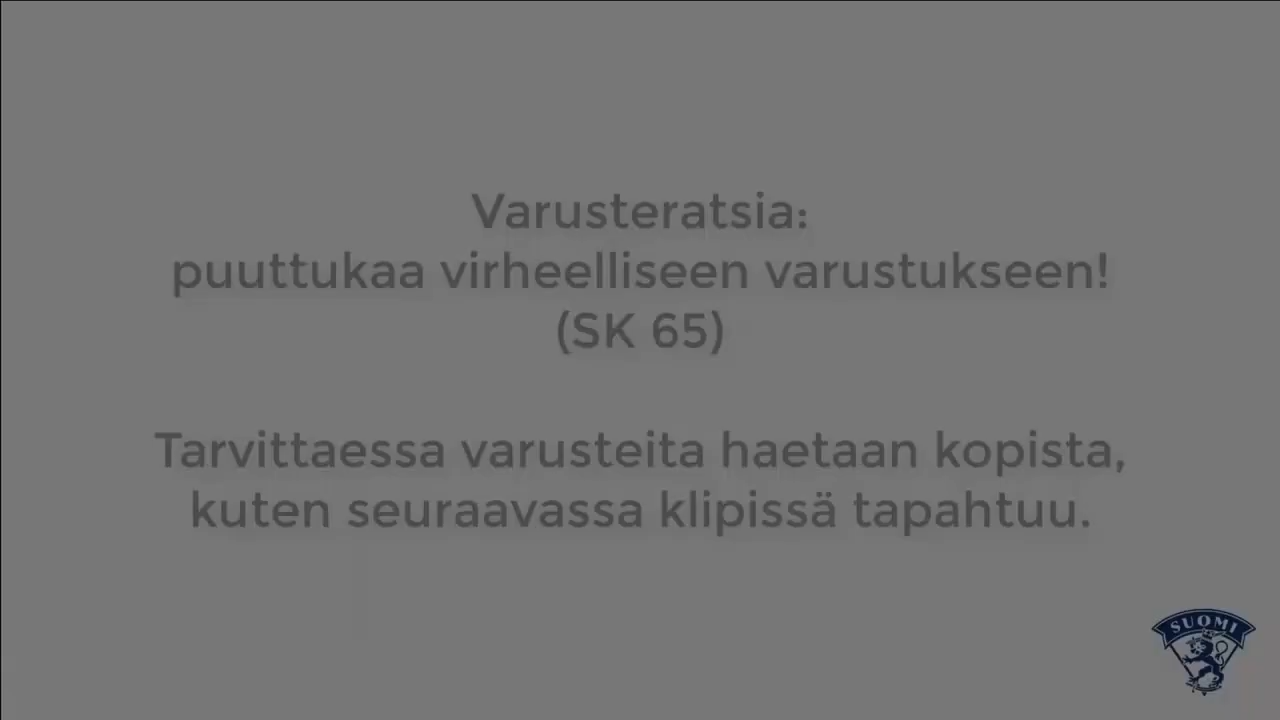 Varusteratsia:
puuttukaa virheelliseen varustukseen!
(SK 65)
Tarvittaessa varusteita haetaan kopista,
kuten seuraavassa klipissä tapahtuu.
SUOMI